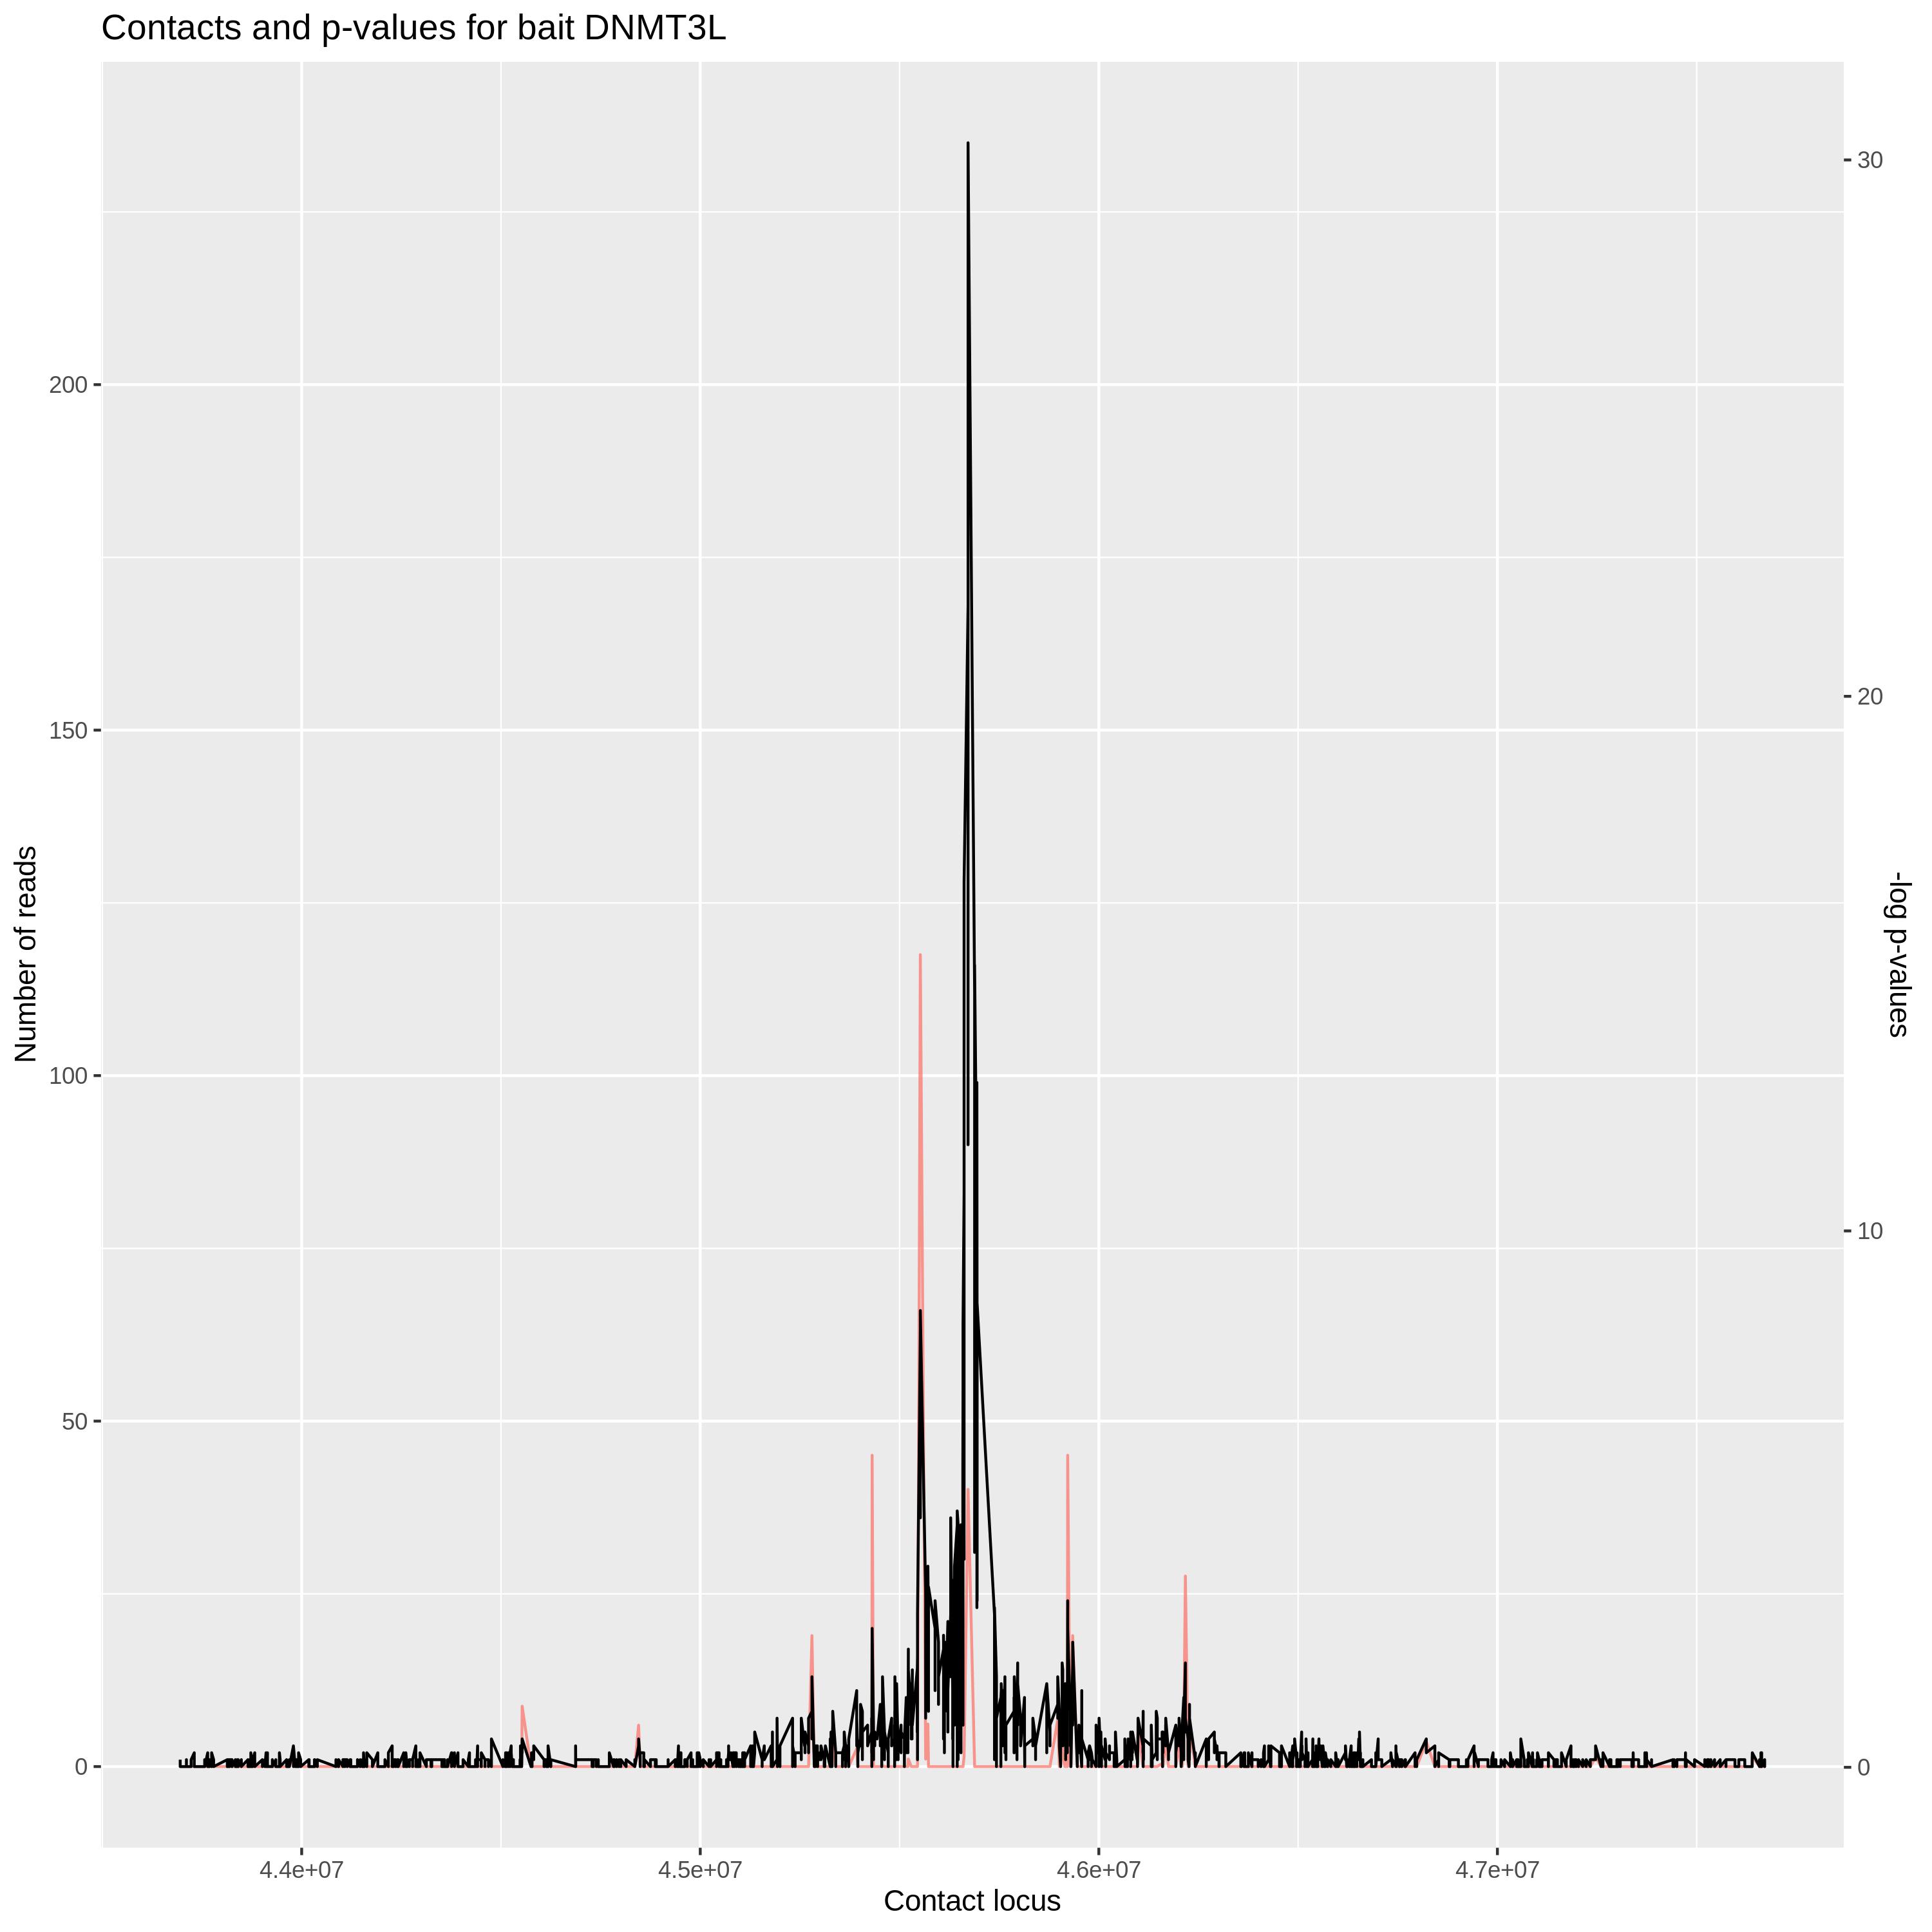 Contacts and p-values for bait DNMT3L
Number of reads
200
150
100
50
0
30
20
10
0
-log p-values
4.4e+07
4.5e+07
4.6e+07
4.7e+07
Contact locus